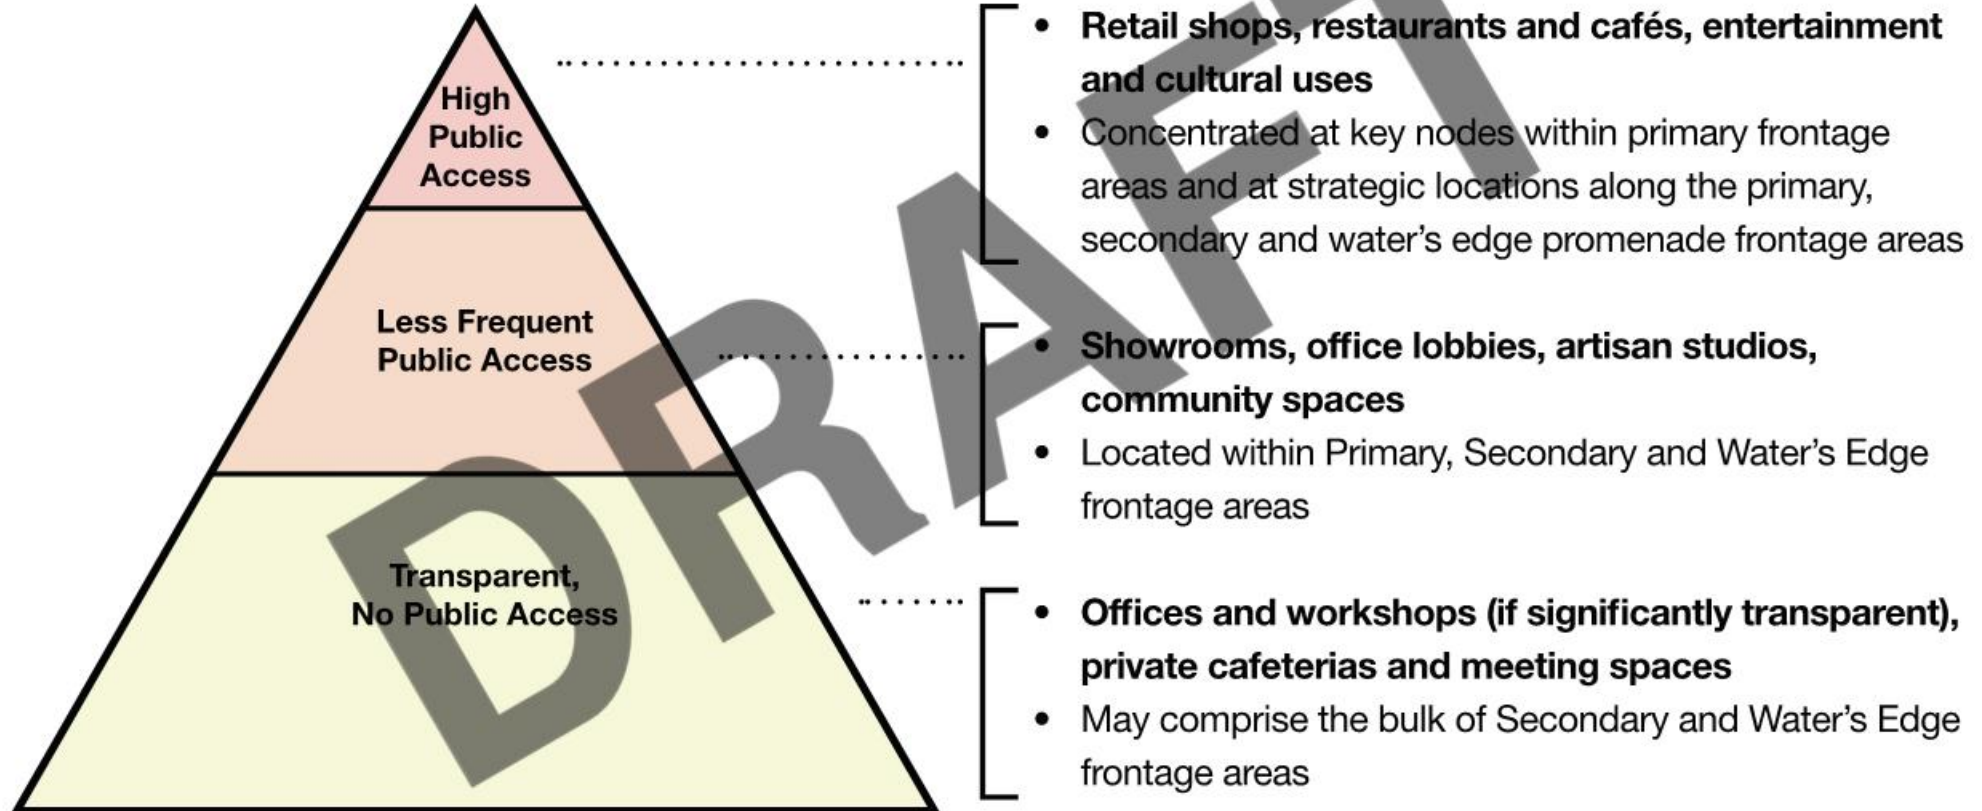 High
Public
Access
• Retail shops, restaurants and cafés, entertainment
and cultural uses
• Concentrated at key nodes within primary frontage
areas and at strategic locations along the primary,
secondary and water’s edge promenade frontage areas
Less Frequent
Public Access
• Showrooms, office lobbies, artisan studios,
community spaces
• Located within Primary, Secondary and Water’s Edge
frontage areas
Transparent,
No Public Access
• Offices and workshops (if significantly transparent),
private cafeterias and meeting spaces
• May comprise the bulk of Secondary and Water’s Edge
frontage areas
DRAFT